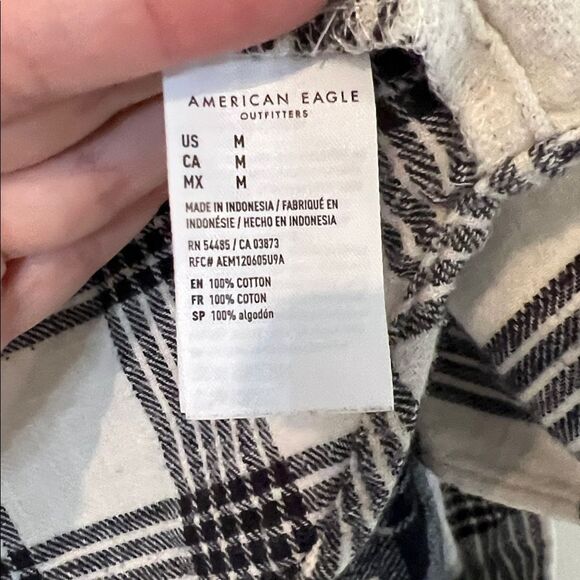 AMERICAN EAGLE
OUTFITTERS
US M
CA M
MX M
MADE IN INDONESIA / FABRIQUÉ EN
INDONÉSIE / HECHO EN INDONESIA
RN 54485 / CA 03873
RFC# AEM120605U9A
EN 100% COTTON
FR 100% COTON
SP 100% algodón